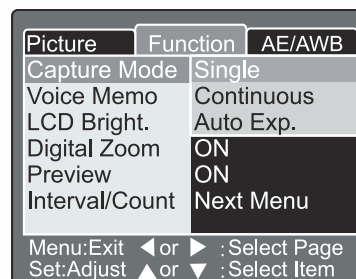 Picture Function AE/AWB
Capture Mode Single
Voice Memo Continuous
LCD Bright. Auto Exp.
Digital Zoom ON
Preview ON
Interval/Count Next Menu
Menu:Exit ◀ or ▶ :Select Page
Set:Adjust ▲ or ▼ :Select Item